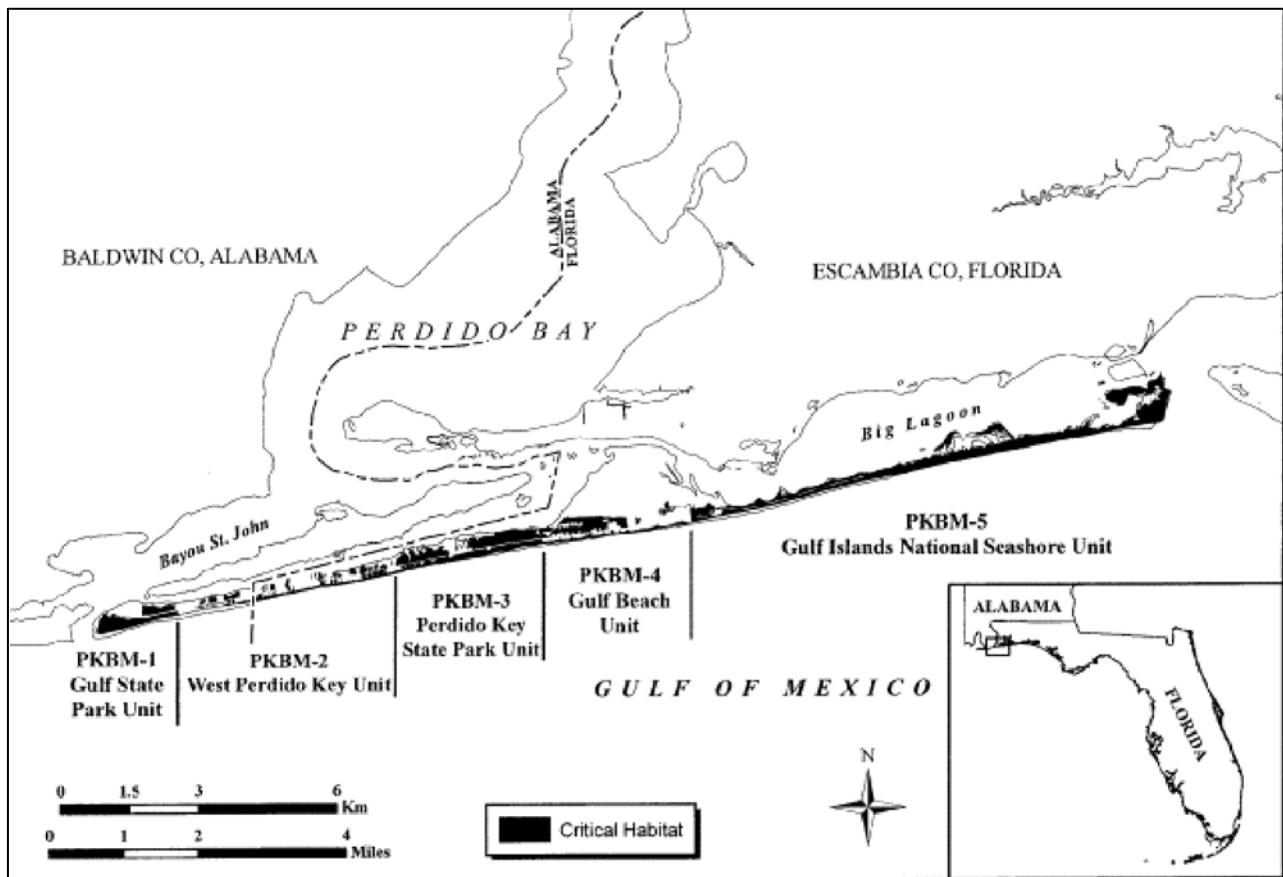 ALABAMA
FLORIDA
BALDWIN CO, ALABAMA
ESCAMBIA CO, FLORIDA
PERDIDO BAY
Big Lagoon
Bayou St. John
PKBM-5
Gulf Islands National Seashore Unit
PKBM-4
Gulf Beach
Unit
PKBM-3
Perdido Key
State Park Unit
PKBM-2
West Perdido Key Unit
PKBM-1
Gulf State
Park Unit
GULF OF MEXICO
ALABAMA
FLORIDA
N
0 1.5 3 6
Km
0 1 2 4
Miles
Critical Habitat